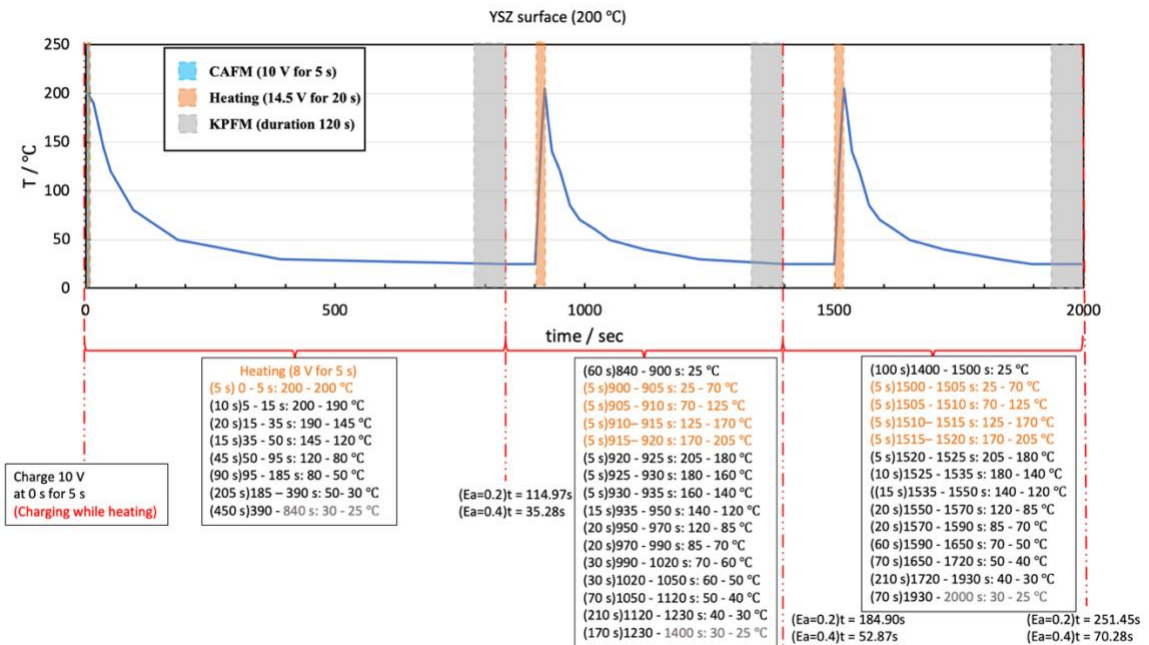 YSZ surface (200 ℃)
250
200
150
100
50
0
T / ℃
CAFM (10 V for 5 s)
Heating (14.5 V for 20 s)
KPFM (duration 120 s)
0
500
1000
1500
2000
time / sec
Charge 10 V
at 0 s for 5 s
(Charging while heating)
Heating (8 V for 5 s)
(5 s) 0 - 5 s: 200 - 200 ℃
(10 s)5 - 15 s: 200 - 190 ℃
(20 s)15 - 35 s: 190 - 145 ℃
(15 s)35 - 50 s: 145 - 120 ℃
(45 s)50 - 95 s: 120 - 80 ℃
(90 s)95 - 185 s: 80 - 50 ℃
(205 s)185 – 390 s: 50- 30 ℃
(450 s)390 - 840 s: 30 - 25 ℃
(Ea=0.2)t = 114.97s
(Ea=0.4)t = 35.28s
(60 s)840 - 900 s: 25 ℃
(5 s)900 - 905 s: 25 - 70 ℃
(5 s)905 - 910 s: 70 - 125 ℃
(5 s)910– 915 s: 125 - 170 ℃
(5 s)915– 920 s: 170 - 205 ℃
(5 s)920 - 925 s: 205 - 180 ℃
(5 s)925 - 930 s: 180 - 160 ℃
(5 s)930 - 935 s: 160 - 140 ℃
(15 s)935 - 950 s: 140 - 120 ℃
(20 s)950 - 970 s: 120 - 85 ℃
(20 s)970 - 990 s: 85 - 70 ℃
(30 s)990 - 1020 s: 70 - 60 ℃
(30 s)1020 - 1050 s: 60 - 50 ℃
(70 s)1050 - 1120 s: 50 - 40 ℃
(210 s)1120 - 1230 s: 40 - 30 ℃
(170 s)1230 - 1400 s: 30 - 25 ℃
(Ea=0.2)t = 184.90s
(Ea=0.4)t = 52.87s
(100 s)1400 - 1500 s: 25 ℃
(5 s)1500 - 1505 s: 25 - 70 ℃
(5 s)1505 - 1510 s: 70 - 125 ℃
(5 s)1510– 1515 s: 125 - 170 ℃
(5 s)1515– 1520 s: 170 - 205 ℃
(5 s)1520 - 1525 s: 205 - 180 ℃
(10 s)1525 - 1535 s: 180 - 140 ℃
((15 s)1535 - 1550 s: 140 - 120 ℃
(20 s)1550 - 1570 s: 120 - 85 ℃
(20 s)1570 - 1590 s: 85 - 70 ℃
(60 s)1590 - 1650 s: 70 - 50 ℃
(70 s)1650 - 1720 s: 50 - 40 ℃
(210 s)1720 - 1930 s: 40 - 30 ℃
(70 s)1930 - 2000 s: 30 - 25 ℃
(Ea=0.2)t = 251.45s
(Ea=0.4)t = 70.28s